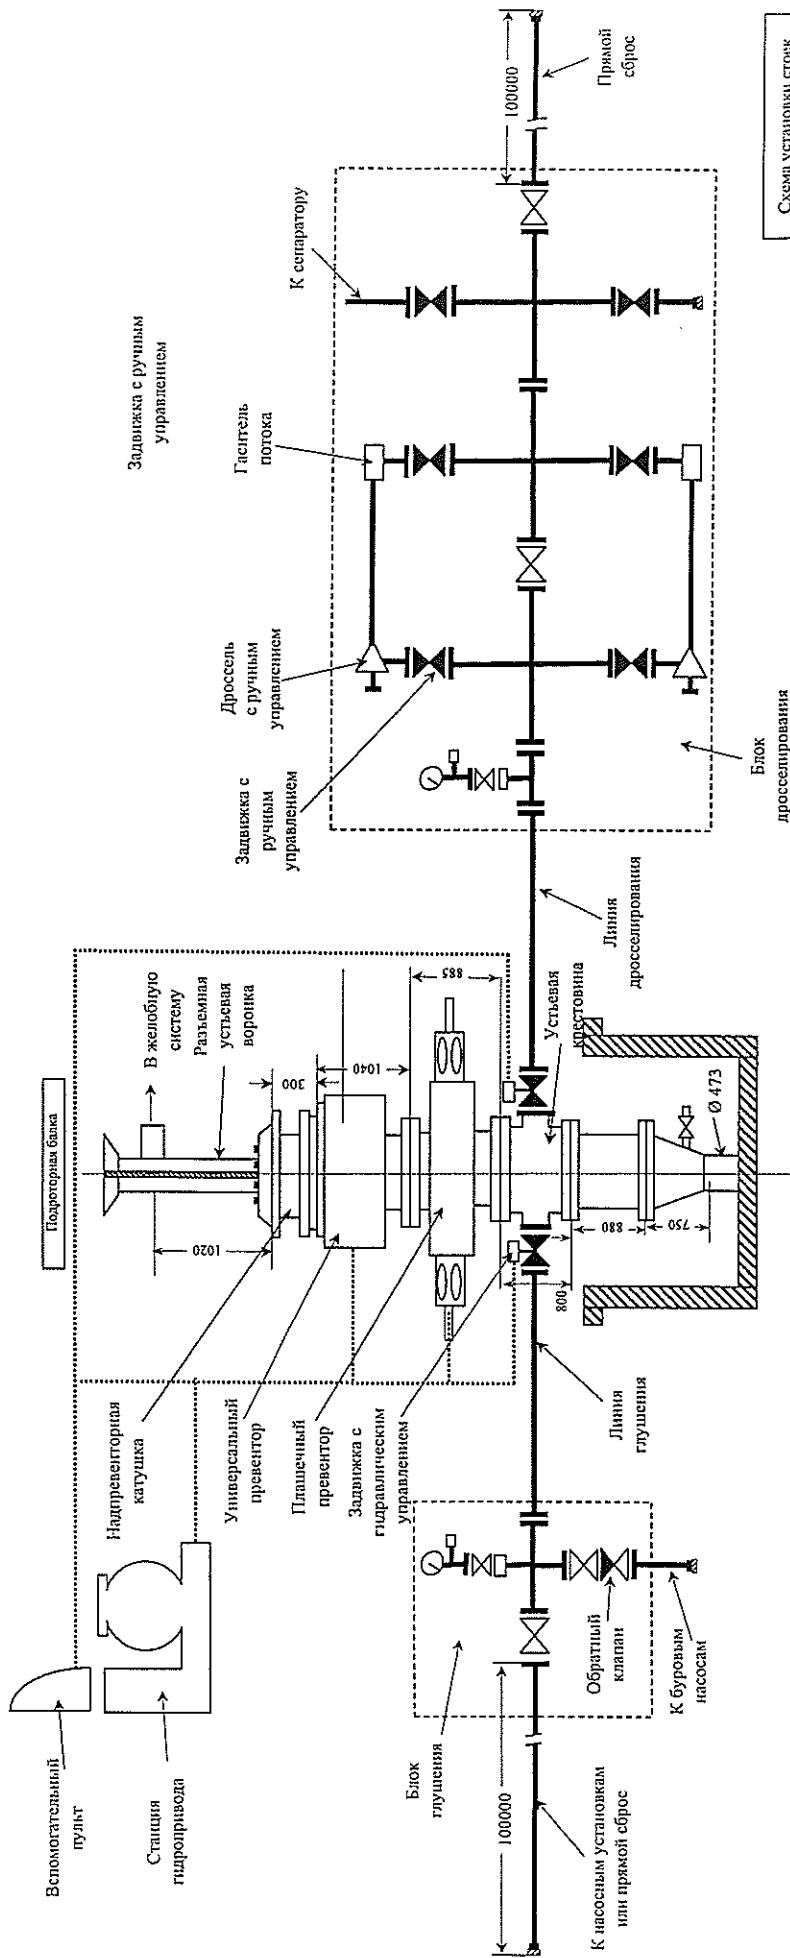 Вспомогательный
пульт
Станция
гидропривода
Подроторная балка
В желобную
систему
Разъемная
устьевая
воронка
1020
300
1040
885
Надпревенторная
катушка
Универсальный
превентор
Плашечный
превентор
Задвижка с
гидравлическим
управлением
800
880
750
Ø 473
Устьевая
крестовина
Линия
глушения
Линия
дросселирования
Блок
глушения
100000
К насосным установкам
или прямой сброс
Обратный
клапан
К буровым
насосам
Задвижка с
ручным
управлением
Дроссель
с ручным
управлением
Гаситель
потока
Задвижка с ручным
управлением
К сепаратору
100000
Прямой
сброс
Блок
дросселирования
Схема установки стоек